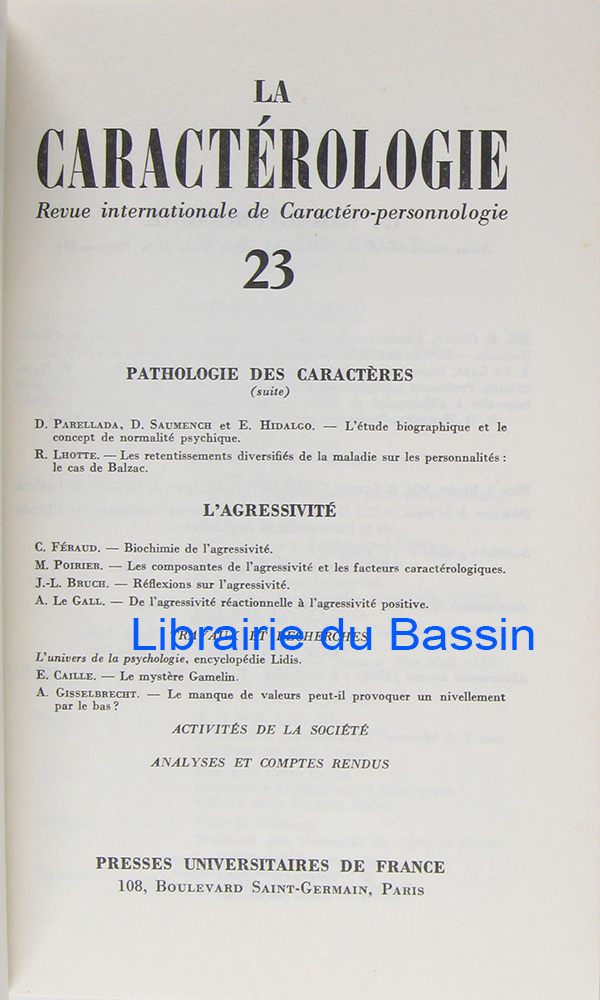 LA
CARACTÉROLOGIE
Revue internationale de Caractéro-personnologie
23
PATHOLOGIE DES CARACTÈRES
(suite)
D. PARELLADA, D. SAUMENCH et E. HIDALGO. — L'étude biographique et le
concept de normalité psychique.
R. LHOTTE. — Les retentissements diversifiés de la maladie sur les personnalités :
le cas de Balzac.
L'AGRESSIVITÉ
C. FÉRAUD. — Biochimie de l'agressivité.
M. POIRIER. — Les composantes de l'agressivité et les facteurs caractérologiques.
J.-L. BRUCH. — Réflexions sur l'agressivité.
A. LE GALL. — De l'agressivité réactionnelle à l'agressivité positive.
Librairie du Bassin
TRAVAUX ET RECHERCHES
L'univers de la psychologie, encyclopédie Lidis.
E. CAILLE. — Le mystère Gamelin.
A. GISSELBRECHT. — Le manque de valeurs peut-il provoquer un nivellement
par le bas ?
ACTIVITÉS DE LA SOCIÉTÉ
ANALYSES ET COMPTES RENDUS
PRESSES UNIVERSITAIRES DE FRANCE
108, BOULEVARD SAINT-GERMAIN, PARIS